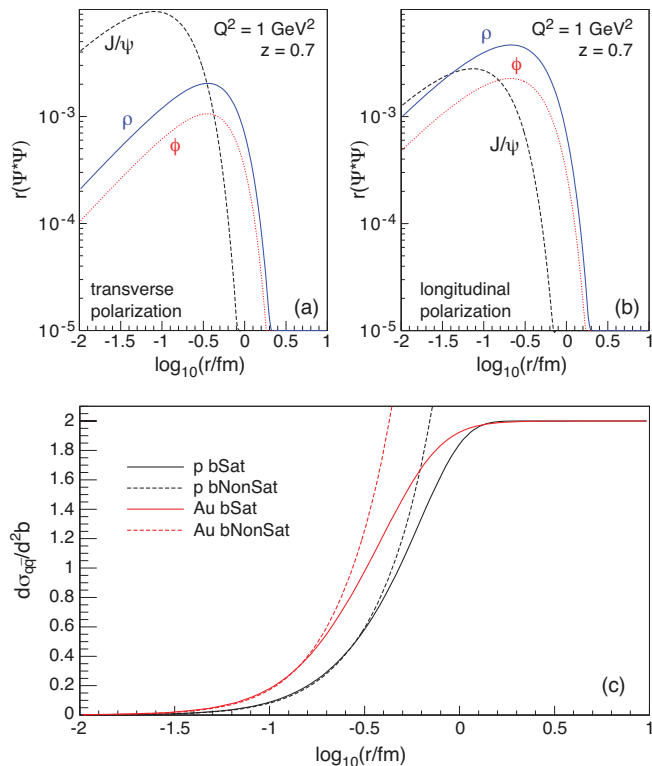 Q² = 1 GeV²
z = 0.7
J/ψ
ρ
φ
transverse
polarization
(a)
r(Ψ*Ψ)
10⁻³
10⁻⁴
10⁻⁵
-2 -1.5 -1 -0.5 0 0.5 1
log₁₀(r/fm)
Q² = 1 GeV²
z = 0.7
ρ
φ
J/ψ
longitudinal
polarization
(b)
r(Ψ*Ψ)
10⁻³
10⁻⁴
10⁻⁵
-2 -1.5 -1 -0.5 0 0.5 1
log₁₀(r/fm)
2
1.8
1.6
1.4
1.2
1
0.8
0.6
0.4
0.2
0
dσqq̄/d²b
p bSat
p bNonSat
Au bSat
Au bNonSat
(c)
-2 -1.5 -1 -0.5 0 0.5 1
log₁₀(r/fm)